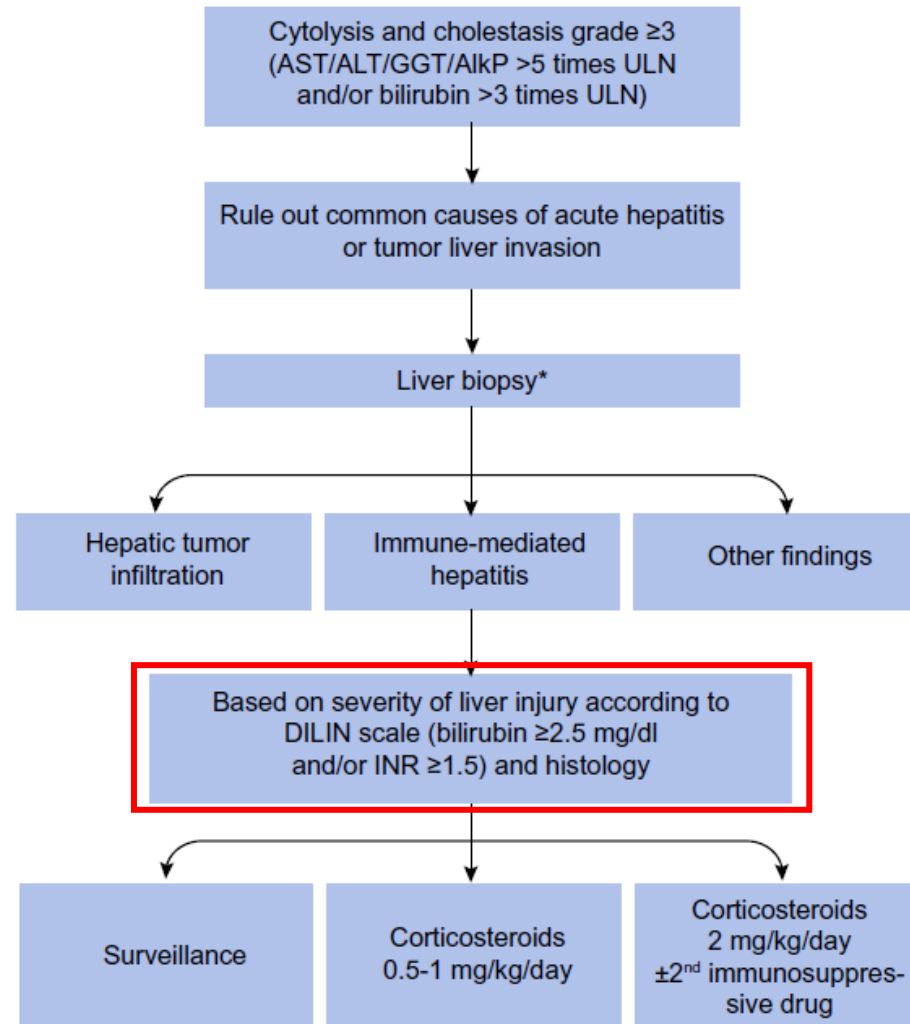 Cytolysis and cholestasis grade ≥3
(AST/ALT/GGT/AlkP >5 times ULN
and/or bilirubin >3 times ULN)
Rule out common causes of acute hepatitis
or tumor liver invasion
Liver biopsy*
Hepatic tumor
infiltration
Immune-mediated
hepatitis
Other findings
Based on severity of liver injury according to
DILIN scale (bilirubin ≥2.5 mg/dl
and/or INR ≥1.5) and histology
Surveillance
Corticosteroids
0.5-1 mg/kg/day
Corticosteroids
2 mg/kg/day
±2nd immunosuppres-
sive drug